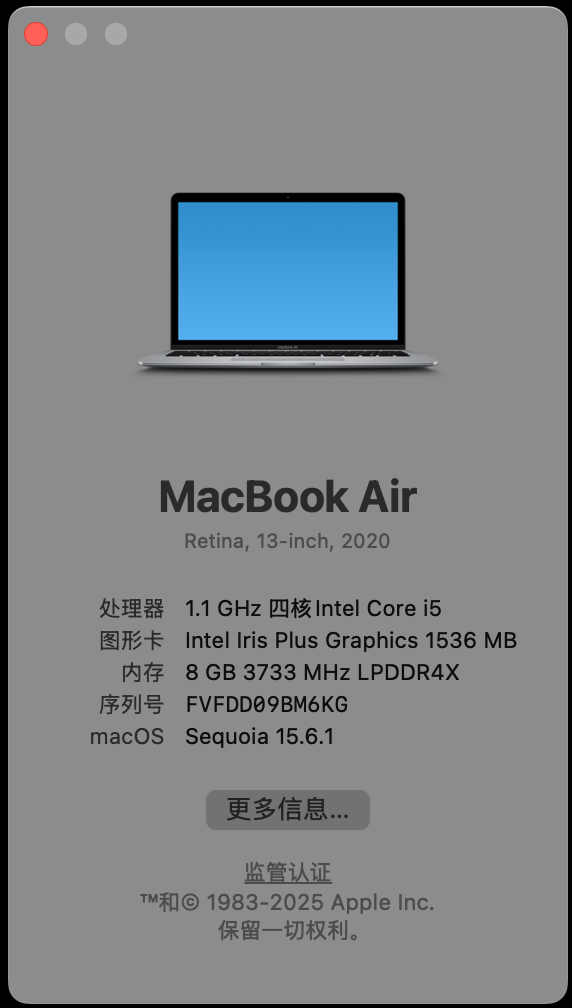 MacBook Air
Retina, 13-inch, 2020
处理器 1.1 GHz 四核Intel Core i5
图形卡 Intel Iris Plus Graphics 1536 MB
内存 8 GB 3733 MHz LPDDR4X
序列号 FVFDD09BM6KG
macOS Sequoia 15.6.1
更多信息...
监管认证
™和© 1983-2025 Apple Inc.
保留一切权利。